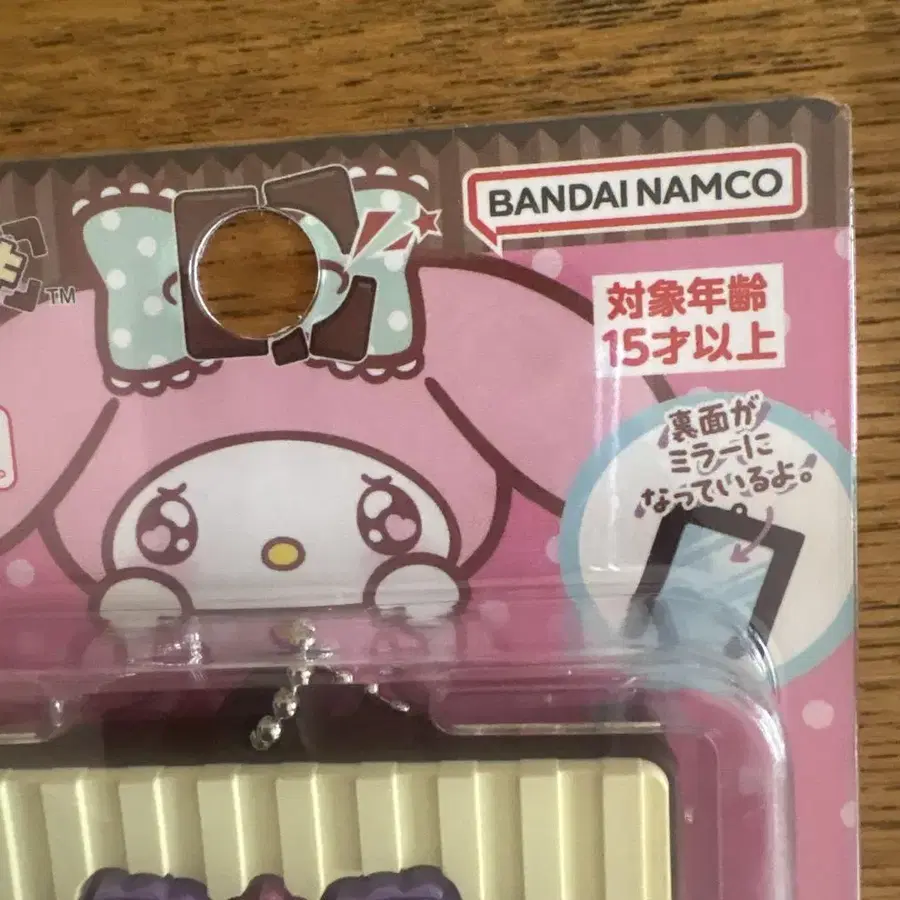 BANDAI NAMCO
TM
対象年齢
15才以上
裏面が
ミラーに
なっているよ。